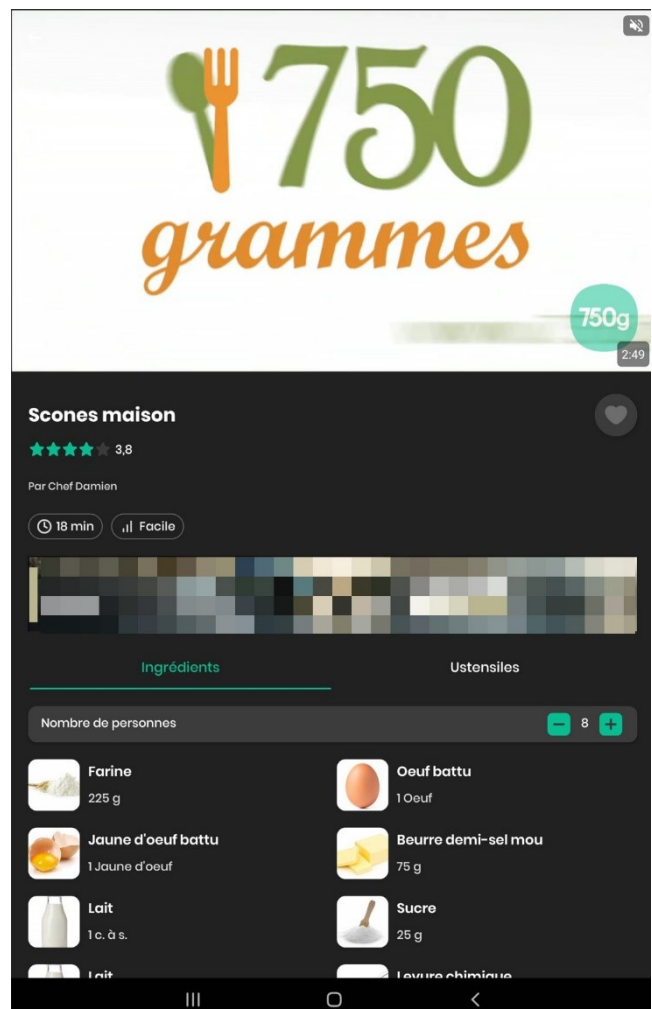 750
grammes
750g
2:49
Scones maison
3,8
Par Chef Damien
18 min
Facile
Ingrédients
Ustensiles
Nombre de personnes
8
Farine
225 g
Oeuf battu
1 Oeuf
Jaune d'oeuf battu
1 Jaune d'oeuf
Beurre demi-sel mou
75 g
Lait
1 c. à s.
Sucre
25 g
Lait
Levure chimique